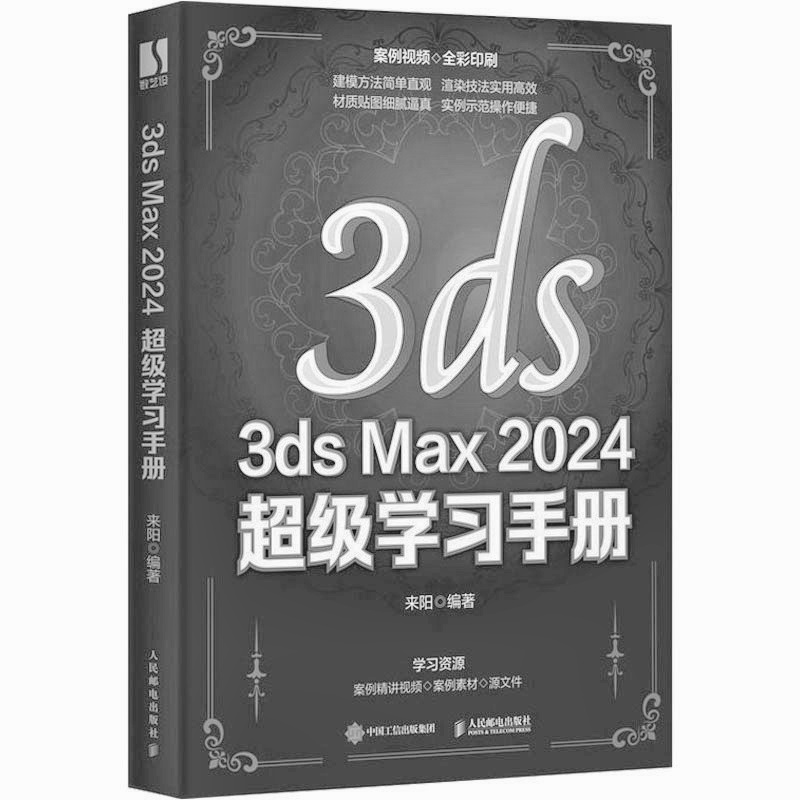 案例视频◇全彩印刷
建模方法简单直观 渲染技法实用高效
材质贴图细腻逼真 实例示范操作便捷
3ds
3ds Max 2024
超级学习手册
来阳◎编著
学习资源
案例精讲视频◇案例素材◇源文件
中国工信出版集团
人民邮电出版社
POSTS & TELECOM PRESS
数艺设
3ds Max 2024 超级学习手册
来阳◎编著
人民邮电出版社